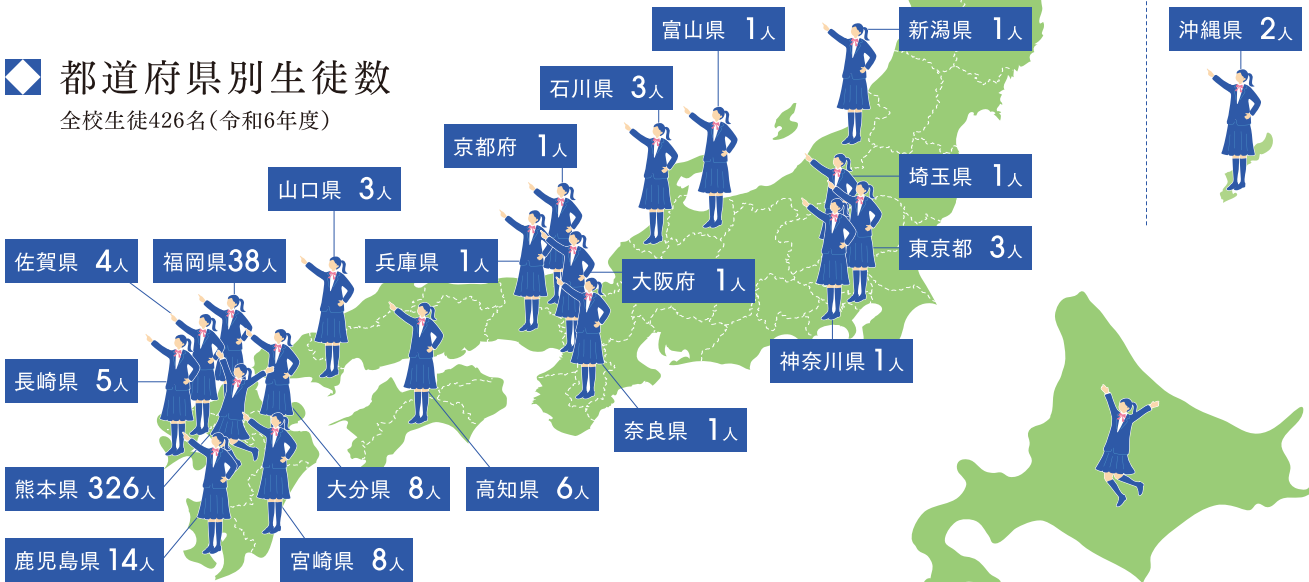 都道府県別生徒数
全校生徒426名(令和6年度)
富山県 1人
新潟県 1人
沖縄県 2人
石川県 3人
京都府 1人
埼玉県 1人
山口県 3人
東京都 3人
佐賀県 4人
福岡県38人
兵庫県 1人
大阪府 1人
神奈川県 1人
長崎県 5人
奈良県 1人
熊本県 326人
大分県 8人
高知県 6人
鹿児島県 14人
宮崎県 8人